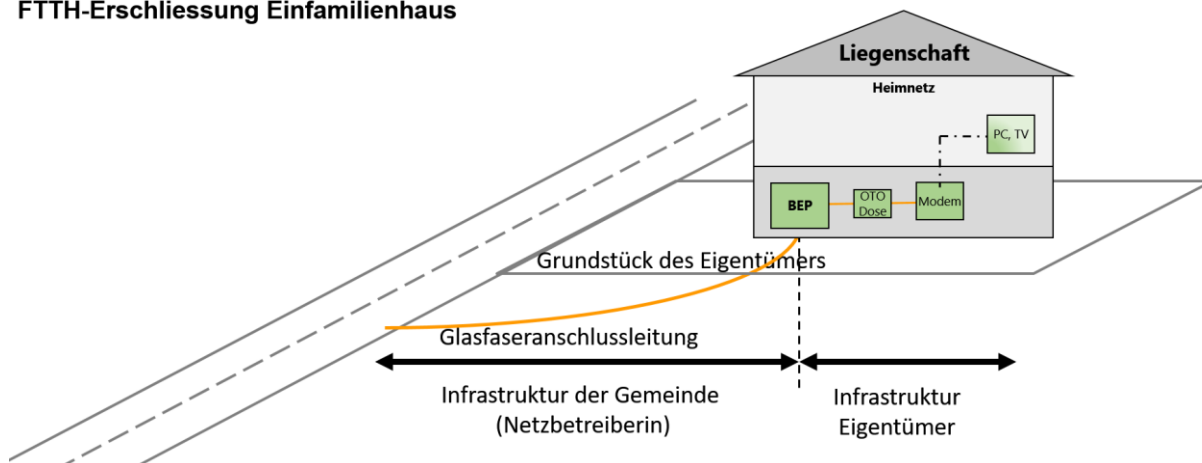 FTTH-Erschliessung Einfamilienhaus
Liegenschaft
Heimnetz
PC, TV
BEP
OTO
Dose
Modem
Grundstück des Eigentümers
Glasfaseranschlussleitung
Infrastruktur der Gemeinde
(Netzbetreiberin)
Infrastruktur
Eigentümer